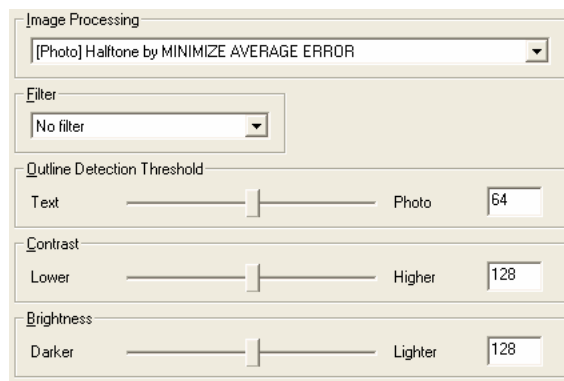 Image Processing
[Photo] Halftone by MINIMIZE AVERAGE ERROR
Filter
No filter
Outline Detection Threshold
Text Photo 64
Contrast
Lower Higher 128
Brightness
Darker Lighter 128